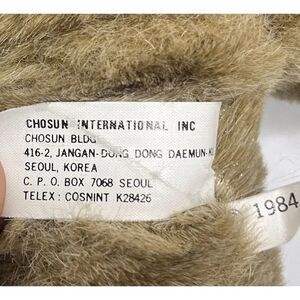 CHOSUN INTERNATIONAL INC
CHOSUN BLDG
416-2, JANGAN-DONG DONG DAEMUN-K
SEOUL, KOREA
C. P. O. BOX 7068 SEOUL
TELEX : COSNINT K28426
1984